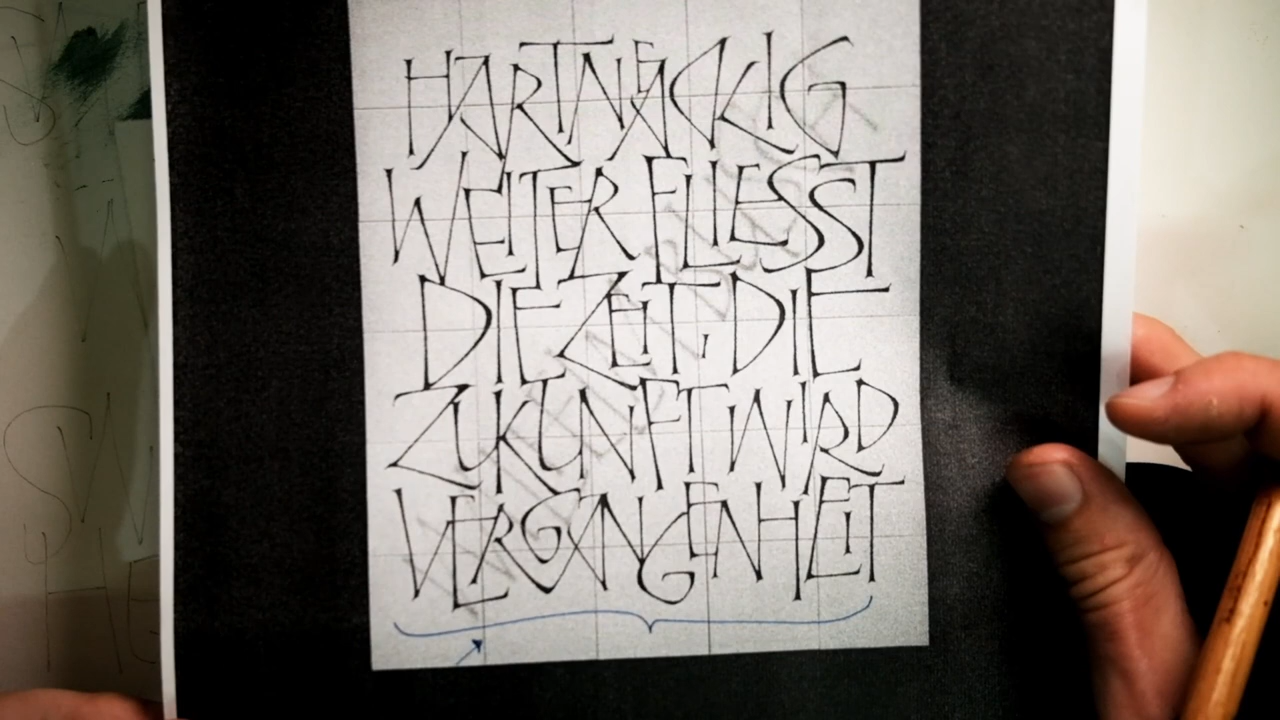 HARTNÄCKIG
WEITER FLIESST
DIE ZEIT, DIE
ZUKUNFT WIRD
VERGANGENHEIT